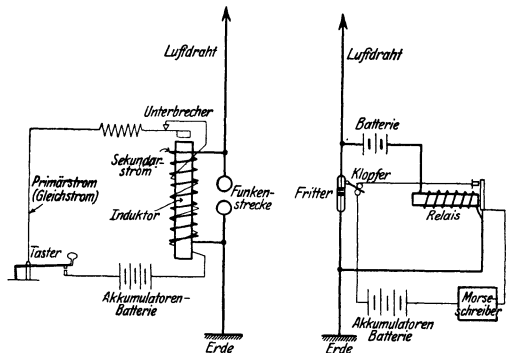 Luftdraht
Unterbrecher
Sekundär-
strom
Primärstrom
(Gleichstrom)
Induktor
Funken-
strecke
Taster
Akkumulatoren-
Batterie
Erde
Luftdraht
Batterie
Klopfer
Fritter
Relais
Morse-
schreiber
Akkumulatoren
Batterie
Erde